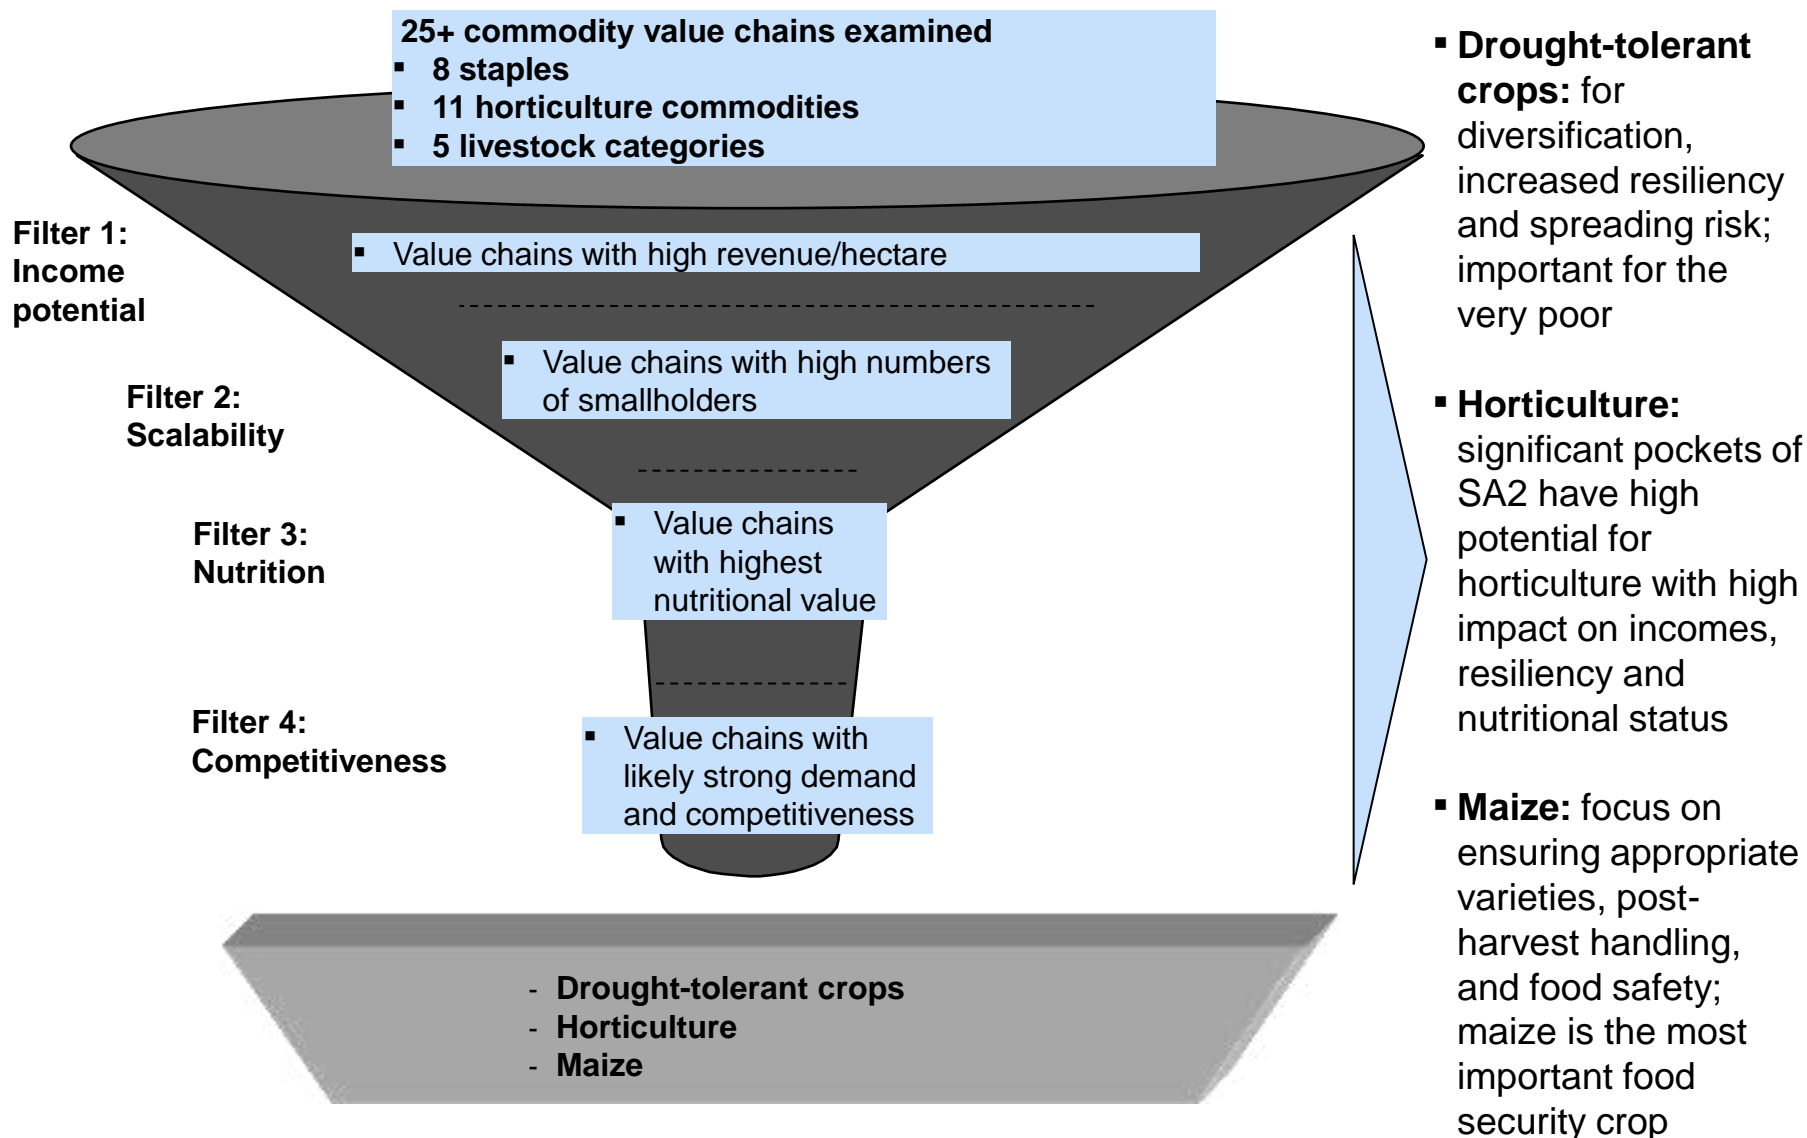 25+ commodity value chains examined
▪ 8 staples
▪ 11 horticulture commodities
▪ 5 livestock categories
Filter 1:
Income
potential
▪ Value chains with high revenue/hectare
Filter 2:
Scalability
▪ Value chains with high numbers
of smallholders
Filter 3:
Nutrition
▪ Value chains
with highest
nutritional value
Filter 4:
Competitiveness
▪ Value chains with
likely strong demand
and competitiveness
- Drought-tolerant crops
- Horticulture
- Maize
▪ Drought-tolerant
crops: for
diversification,
increased resiliency
and spreading risk;
important for the
very poor
▪ Horticulture:
significant pockets of
SA2 have high
potential for
horticulture with high
impact on incomes,
resiliency and
nutritional status
▪ Maize: focus on
ensuring appropriate
varieties, post-
harvest handling,
and food safety;
maize is the most
important food
security crop